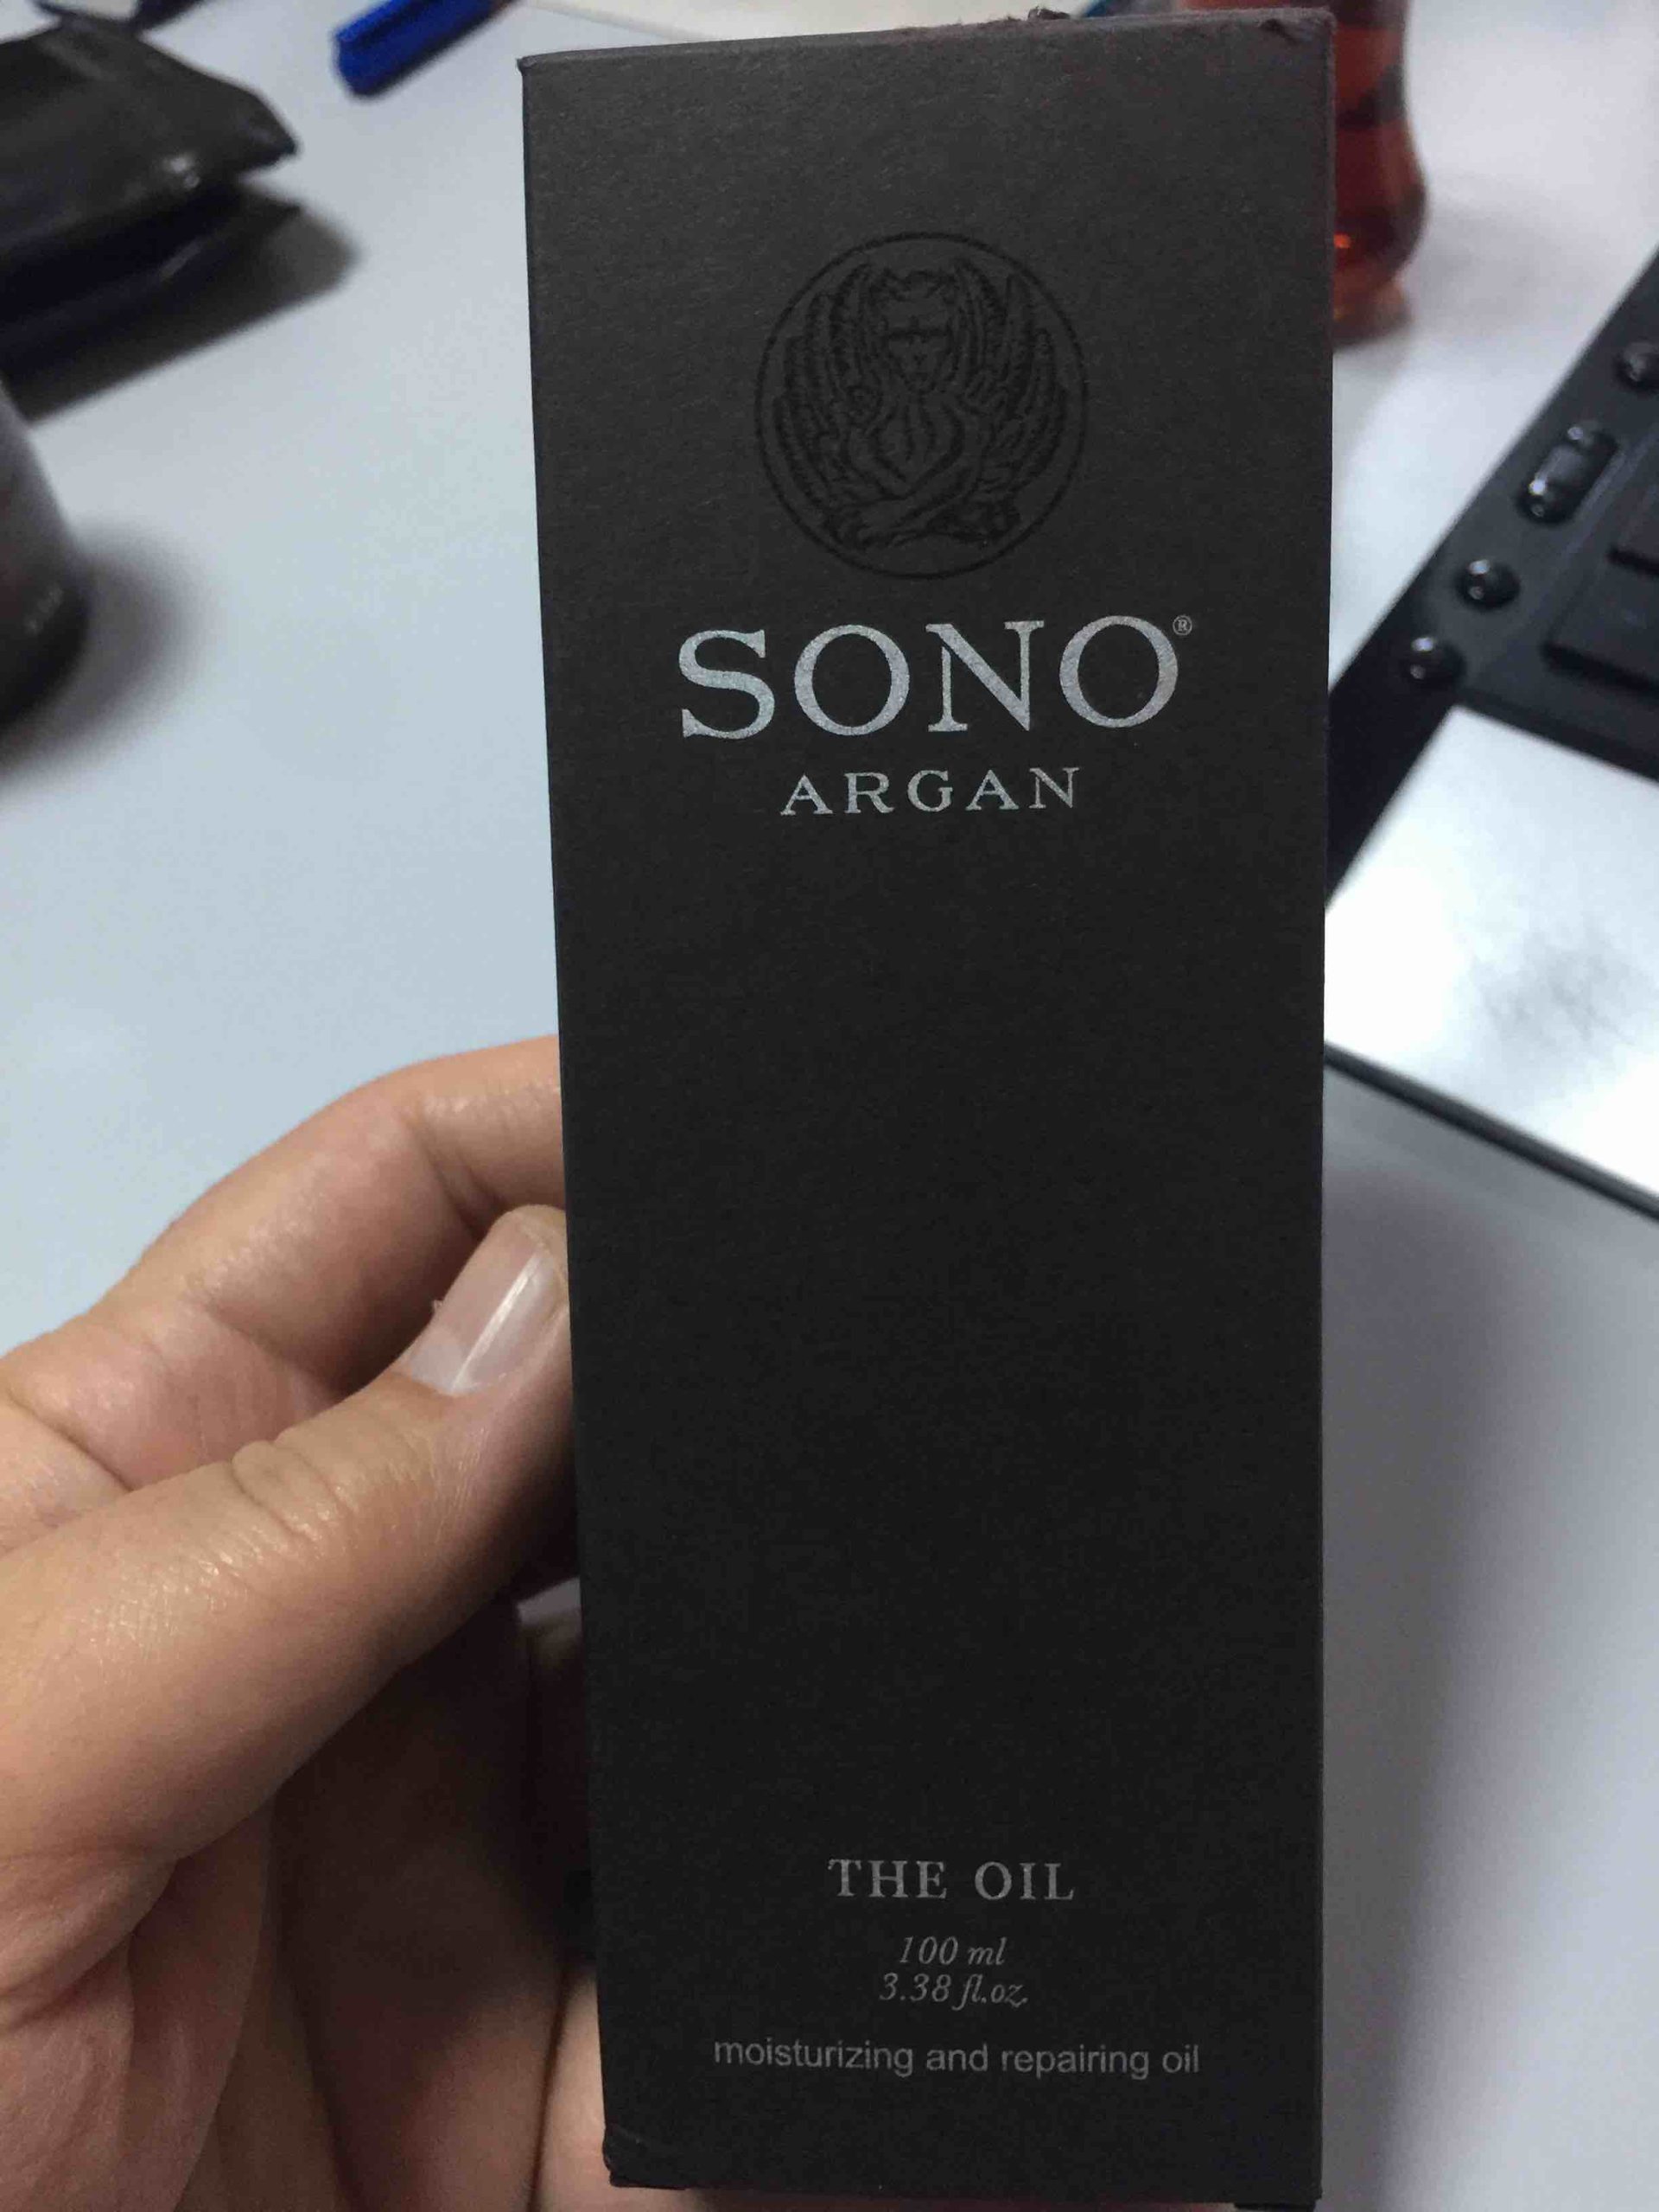 SONO®
ARGAN
THE OIL
100 ml
3.38 fl.oz.
moisturizing and repairing oil